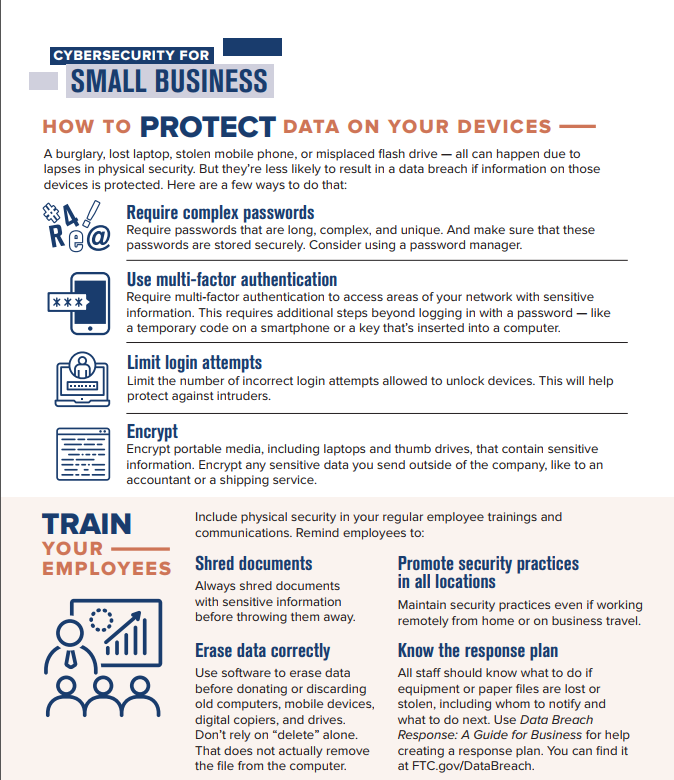 CYBERSECURITY FOR
SMALL BUSINESS
HOW TO PROTECT DATA ON YOUR DEVICES
A burglary, lost laptop, stolen mobile phone, or misplaced flash drive — all can happen due to
lapses in physical security. But they're less likely to result in a data breach if information on those
devices is protected. Here are a few ways to do that:
*4!
Re@
Require complex passwords
Require passwords that are long, complex, and unique. And make sure that these
passwords are stored securely. Consider using a password manager.
***
Use multi-factor authentication
Require multi-factor authentication to access areas of your network with sensitive
information. This requires additional steps beyond logging in with a password — like
a temporary code on a smartphone or a key that's inserted into a computer.
Limit login attempts
Limit the number of incorrect login attempts allowed to unlock devices. This will help
protect against intruders.
Encrypt
Encrypt portable media, including laptops and thumb drives, that contain sensitive
information. Encrypt any sensitive data you send outside of the company, like to an
accountant or a shipping service.
TRAIN
YOUR
EMPLOYEES
Include physical security in your regular employee trainings and
communications. Remind employees to:
Shred documents
Always shred documents
with sensitive information
before throwing them away.
Promote security practices
in all locations
Maintain security practices even if working
remotely from home or on business travel.
Erase data correctly
Use software to erase data
before donating or discarding
old computers, mobile devices,
digital copiers, and drives.
Don't rely on "delete" alone.
That does not actually remove
the file from the computer.
Know the response plan
All staff should know what to do if
equipment or paper files are lost or
stolen, including whom to notify and
what to do next. Use Data Breach
Response: A Guide for Business for help
creating a response plan. You can find it
at FTC.gov/DataBreach.